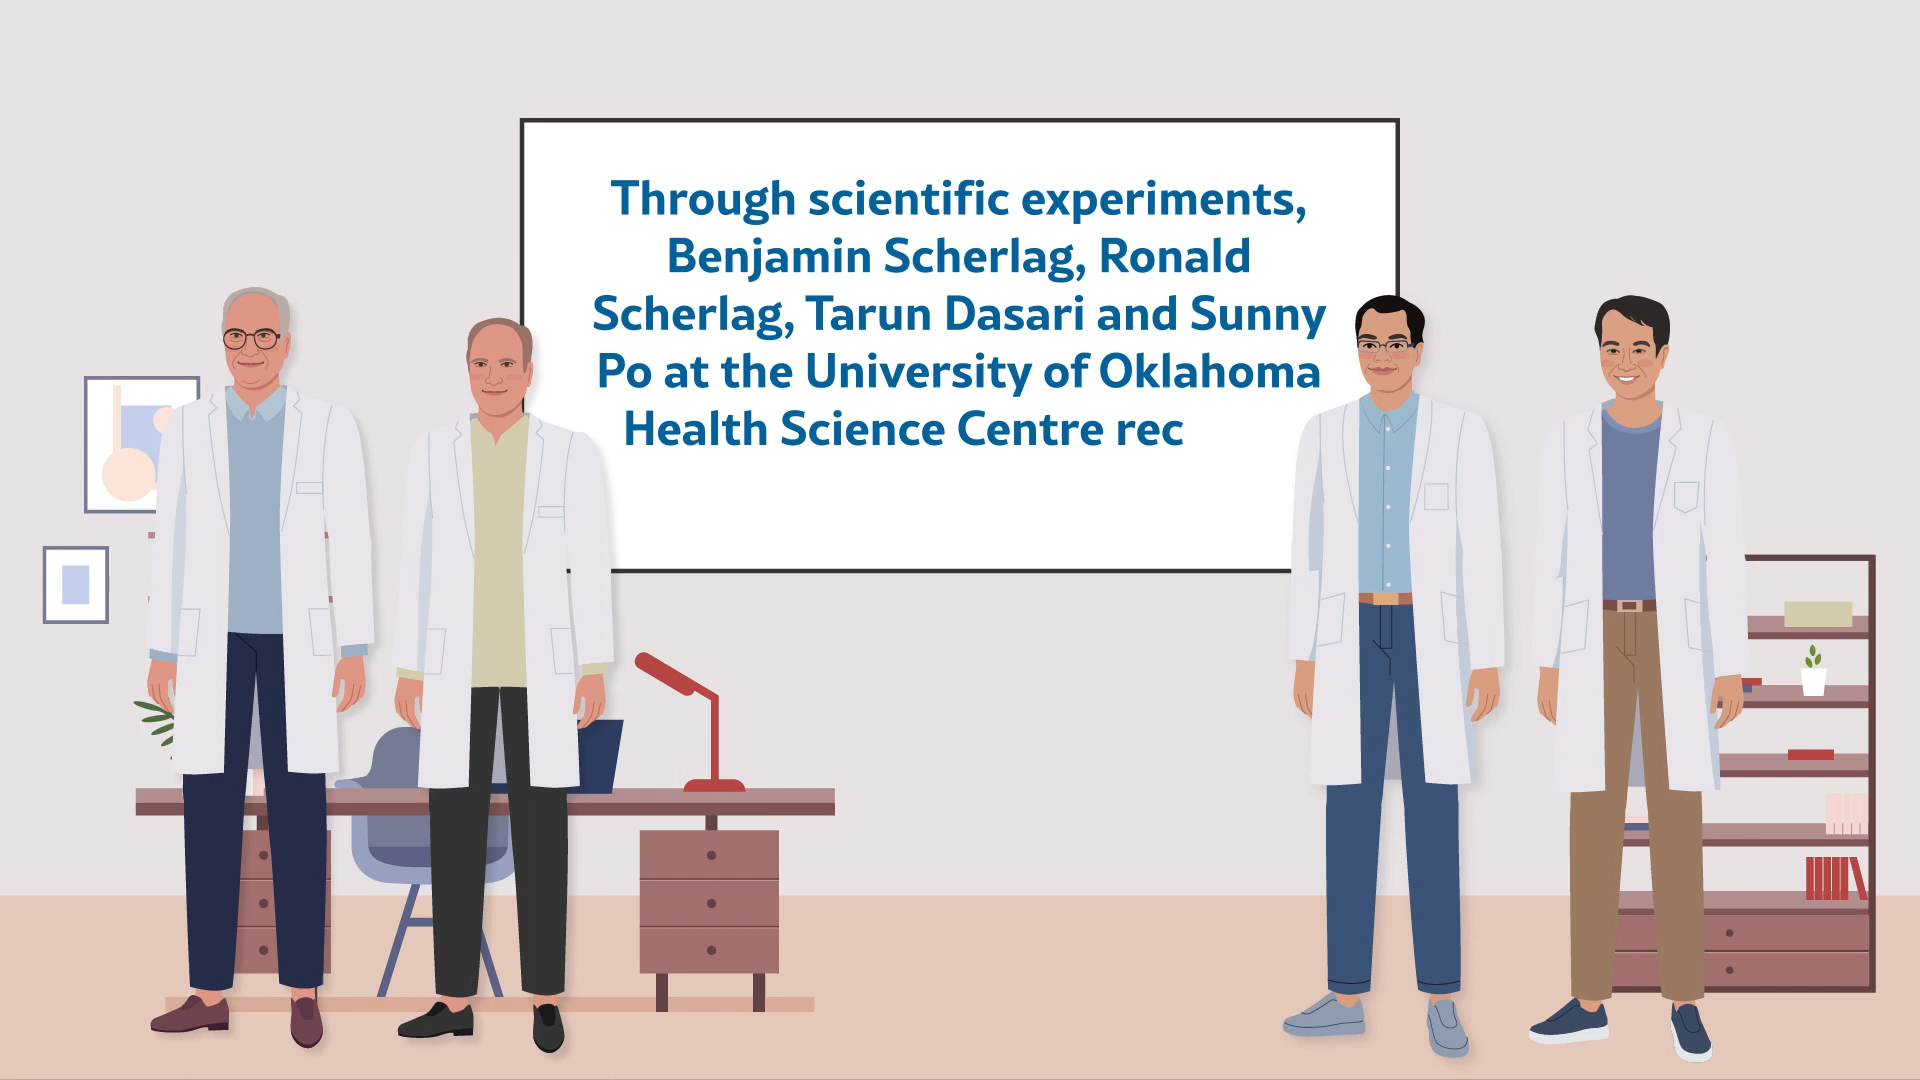 Through scientific experiments,
Benjamin Scherlag, Ronald
Scherlag, Tarun Dasari and Sunny
Po at the University of Oklahoma
Health Science Centre rec